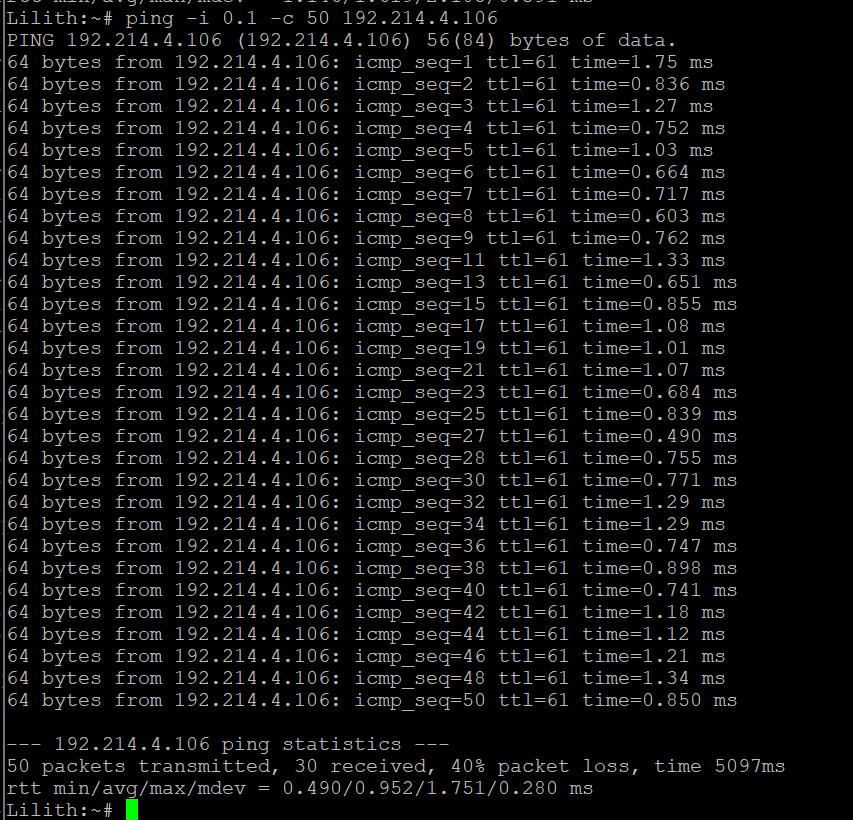 Lilith:~# ping -i 0.1 -c 50 192.214.4.106
PING 192.214.4.106 (192.214.4.106) 56(84) bytes of data.
64 bytes from 192.214.4.106: icmp_seq=1 ttl=61 time=1.75 ms
64 bytes from 192.214.4.106: icmp_seq=2 ttl=61 time=0.836 ms
64 bytes from 192.214.4.106: icmp_seq=3 ttl=61 time=1.27 ms
64 bytes from 192.214.4.106: icmp_seq=4 ttl=61 time=0.752 ms
64 bytes from 192.214.4.106: icmp_seq=5 ttl=61 time=1.03 ms
64 bytes from 192.214.4.106: icmp_seq=6 ttl=61 time=0.664 ms
64 bytes from 192.214.4.106: icmp_seq=7 ttl=61 time=0.717 ms
64 bytes from 192.214.4.106: icmp_seq=8 ttl=61 time=0.603 ms
64 bytes from 192.214.4.106: icmp_seq=9 ttl=61 time=0.762 ms
64 bytes from 192.214.4.106: icmp_seq=11 ttl=61 time=1.33 ms
64 bytes from 192.214.4.106: icmp_seq=13 ttl=61 time=0.651 ms
64 bytes from 192.214.4.106: icmp_seq=15 ttl=61 time=0.855 ms
64 bytes from 192.214.4.106: icmp_seq=17 ttl=61 time=1.08 ms
64 bytes from 192.214.4.106: icmp_seq=19 ttl=61 time=1.01 ms
64 bytes from 192.214.4.106: icmp_seq=21 ttl=61 time=1.07 ms
64 bytes from 192.214.4.106: icmp_seq=23 ttl=61 time=0.684 ms
64 bytes from 192.214.4.106: icmp_seq=25 ttl=61 time=0.839 ms
64 bytes from 192.214.4.106: icmp_seq=27 ttl=61 time=0.490 ms
64 bytes from 192.214.4.106: icmp_seq=28 ttl=61 time=0.755 ms
64 bytes from 192.214.4.106: icmp_seq=30 ttl=61 time=0.771 ms
64 bytes from 192.214.4.106: icmp_seq=32 ttl=61 time=1.29 ms
64 bytes from 192.214.4.106: icmp_seq=34 ttl=61 time=1.29 ms
64 bytes from 192.214.4.106: icmp_seq=36 ttl=61 time=0.747 ms
64 bytes from 192.214.4.106: icmp_seq=38 ttl=61 time=0.898 ms
64 bytes from 192.214.4.106: icmp_seq=40 ttl=61 time=0.741 ms
64 bytes from 192.214.4.106: icmp_seq=42 ttl=61 time=1.18 ms
64 bytes from 192.214.4.106: icmp_seq=44 ttl=61 time=1.12 ms
64 bytes from 192.214.4.106: icmp_seq=46 ttl=61 time=1.21 ms
64 bytes from 192.214.4.106: icmp_seq=48 ttl=61 time=1.34 ms
64 bytes from 192.214.4.106: icmp_seq=50 ttl=61 time=0.850 ms
--- 192.214.4.106 ping statistics ---
50 packets transmitted, 30 received, 40% packet loss, time 5097ms
rtt min/avg/max/mdev = 0.490/0.952/1.751/0.280 ms
Lilith:~#